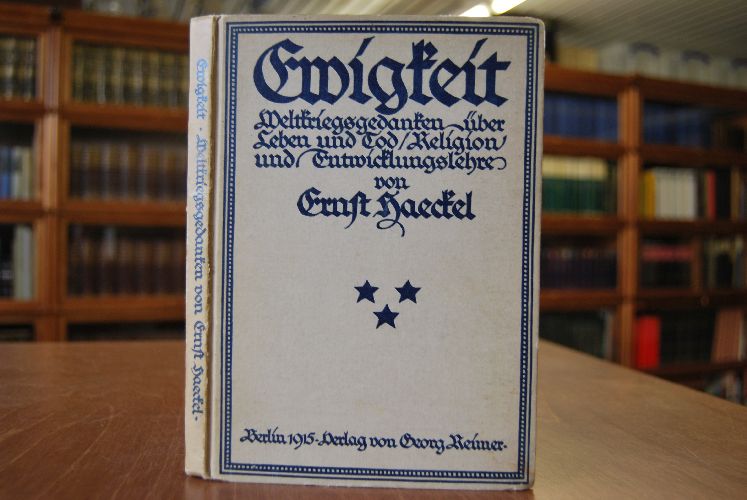 Ewigkeit
Weltkriegsgedanken über
Leben und Tod / Religion
und Entwicklungslehre
von
Ernst Haeckel
Berlin 1915 · Verlag von Georg Reimer ·
Ewigkeit · Weltkriegsgedanken von Ernst Haeckel ·